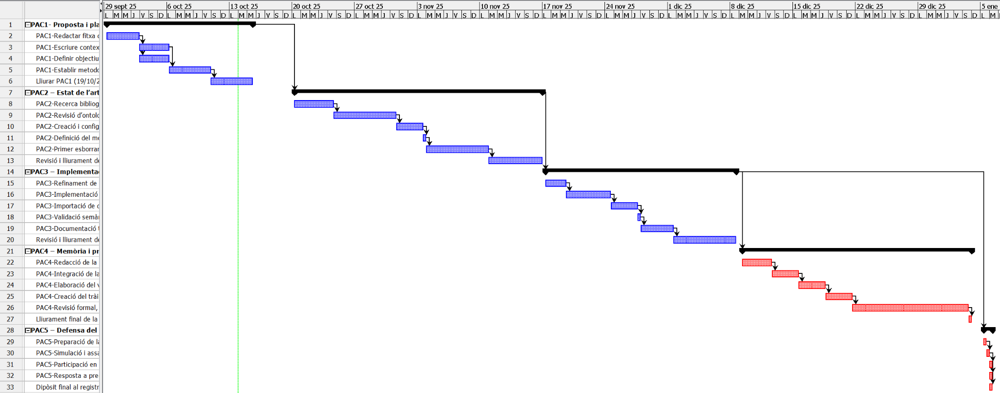 29 sept 25 6 oct 25 13 oct 25 20 oct 25 27 oct 25 3 nov 25 10 nov 25 17 nov 25 24 nov 25 1 dic 25 8 dic 25 15 dic 25 22 dic 25 29 dic 25 5 ene
L M M J V S D L M M J V S D L M M J V S D L M M J V S D L M M J V S D L M M J V S D L M M J V S D L M M J V S D L M M J V S D L M M J V S D L M M J V S D L M M J V S D L M M J V S D L M M J V S D L M
1 PAC1- Proposta i pla
2 PAC1-Redactar fitxa
3 PAC1-Escriure contex
4 PAC1-Definir objectiu
5 PAC1-Establir metodo
6 Lliurar PAC1 (19/10/2
7 PAC2 – Estat de l’art
8 PAC2-Recerca bibliog
9 PAC2-Revisió d’ontolo
10 PAC2-Creació i config
11 PAC2-Definició del mo
12 PAC2-Primer esborrar
13 Revisió i lliurament de
14 PAC3 – Implementa
15 PAC3-Refinament de
16 PAC3-Implementació
17 PAC3-Importació de
18 PAC3-Validació semàn
19 PAC3-Documentació t
20 Revisió i lliurament de
21 PAC4 – Memòria i pr
22 PAC4-Redacció de la
23 PAC4-Integració de la
24 PAC4-Elaboració del v
25 PAC4-Creació del trài
26 PAC4-Revisió formal,
27 Lliurament final de la
28 PAC5 – Defensa del
29 PAC5-Preparació de la
30 PAC5-Simulació i assa
31 PAC5-Participació en
32 PAC5-Resposta a pre
33 Dipòsit final al registr